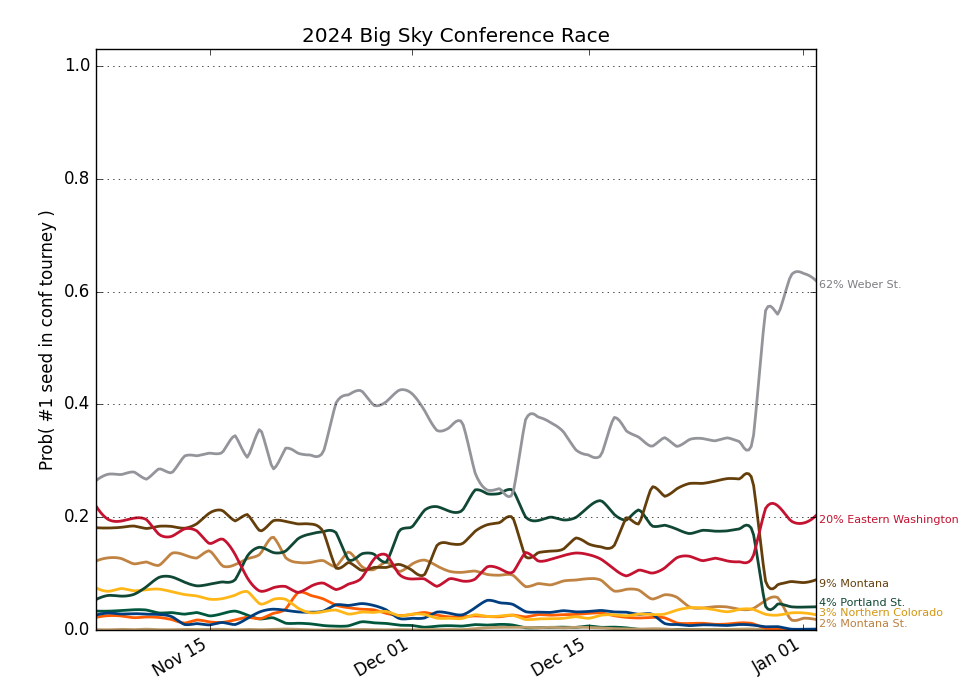 2024 Big Sky Conference Race
Prob( #1 seed in conf tourney )
1.0
0.8
0.6
0.4
0.2
0.0
62% Weber St.
20% Eastern Washington
9% Montana
4% Portland St.
3% Northern Colorado
2% Montana St.
Nov 15
Dec 01
Dec 15
Jan 01